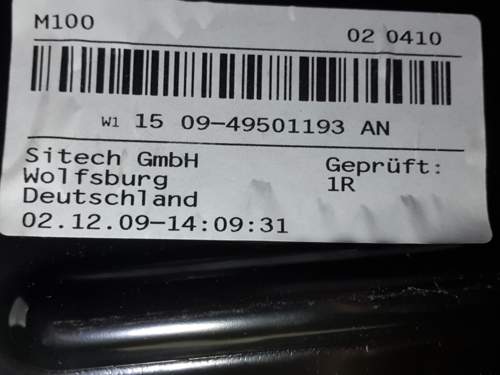 M100 02 0410
W1 15 09-49501193 AN
Sitech GmbH Geprüft:
Wolfsburg 1R
Deutschland
02.12.09-14:09:31